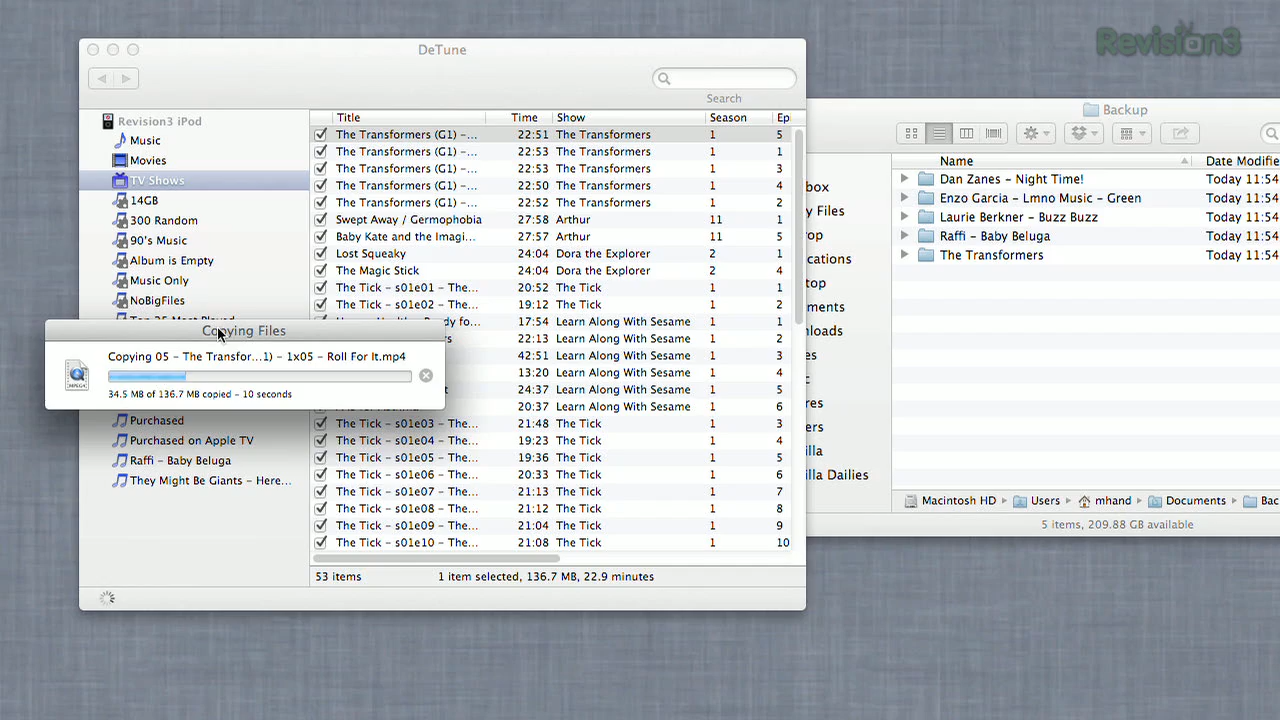 Revision3
DeTune
Search
Revision3 iPod
Music
Movies
TV Shows
14GB
300 Random
90's Music
Album is Empty
Music Only
NoBigFiles
Purchased
Purchased on Apple TV
Raffi – Baby Beluga
They Might Be Giants – Here...
Title Time Show Season Ep
The Transformers (G1) –... 22:51 The Transformers 1 5
The Transformers (G1) –... 22:53 The Transformers 1 1
The Transformers (G1) –... 22:53 The Transformers 1 3
The Transformers (G1) –... 22:50 The Transformers 1 4
The Transformers (G1) –... 22:52 The Transformers 1 2
Swept Away / Germophobia 27:58 Arthur 11 1
Baby Kate and the Imagi... 27:57 Arthur 11 5
Lost Squeaky 24:04 Dora the Explorer 2 1
The Magic Stick 24:04 Dora the Explorer 2 4
The Tick – s01e01 – The... 20:52 The Tick 1 1
The Tick – s01e02 – The... 19:12 The Tick 1 2
17:54 Learn Along With Sesame 1 1
22:13 Learn Along With Sesame 1 2
42:51 Learn Along With Sesame 1 3
13:20 Learn Along With Sesame 1 4
24:37 Learn Along With Sesame 1 5
20:37 Learn Along With Sesame 1 6
The Tick – s01e03 – The... 21:48 The Tick 1 3
The Tick – s01e04 – The... 19:23 The Tick 1 4
The Tick – s01e05 – The... 19:36 The Tick 1 5
The Tick – s01e06 – The... 20:33 The Tick 1 6
The Tick – s01e07 – The... 21:13 The Tick 1 7
The Tick – s01e08 – The... 21:12 The Tick 1 8
The Tick – s01e09 – The... 21:04 The Tick 1 9
The Tick – s01e10 – The... 21:08 The Tick 1 10
53 items 1 item selected, 136.7 MB, 22.9 minutes
Copying Files
Copying 05 – The Transfor...1) – 1x05 – Roll For It.mp4
34.5 MB of 136.7 MB copied – 10 seconds
MPEG4
Backup
Name Date Modifie
Dan Zanes – Night Time! Today 11:54
Enzo Garcia – Lmno Music – Green Today 11:54
Laurie Berkner – Buzz Buzz Today 11:54
Raffi – Baby Beluga Today 11:54
The Transformers Today 11:54
box
y Files
op
cations
top
ments
loads
es
res
ers
lla
lla Dailies
Macintosh HD Users mhand Documents Bac
5 items, 209.88 GB available